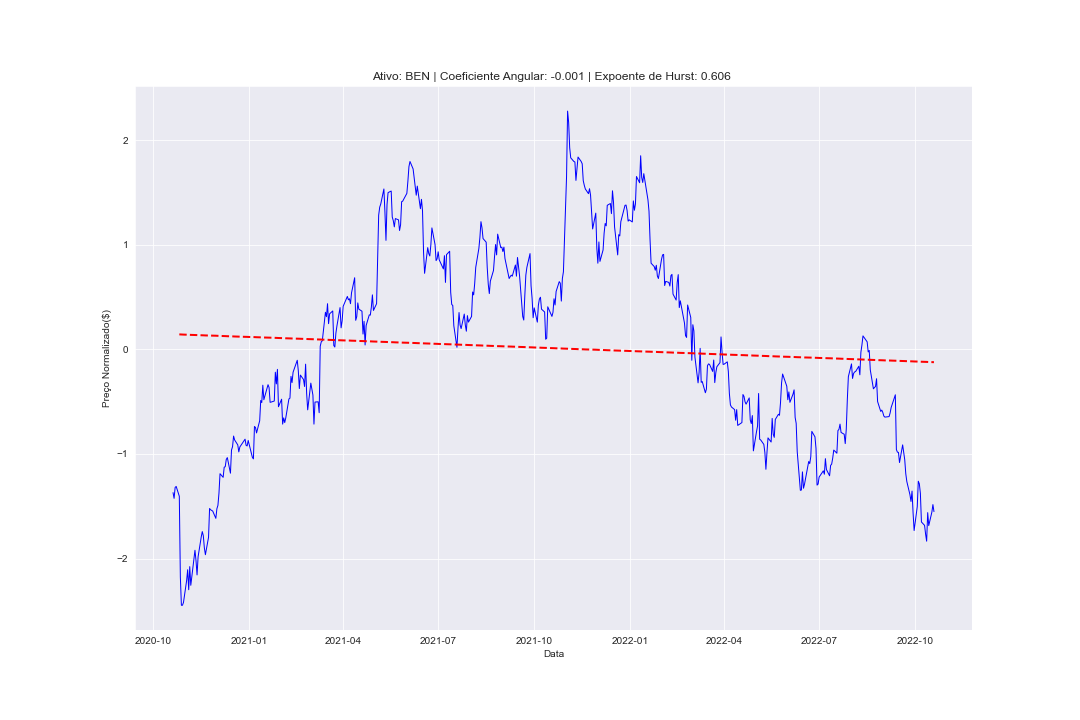 Ativo: BEN | Coeficiente Angular: -0.001 | Expoente de Hurst: 0.606
Preço Normalizado($)
2
1
0
−1
−2
2020-10 2021-01 2021-04 2021-07 2021-10 2022-01 2022-04 2022-07 2022-10
Data